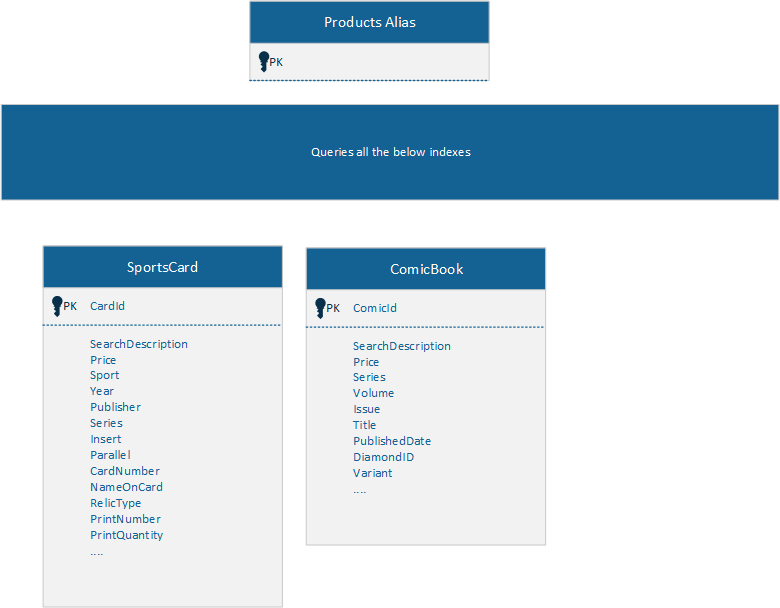 Products Alias
PK
Queries all the below indexes
SportsCard
PK CardId
SearchDescription
Price
Sport
Year
Publisher
Series
Insert
Parallel
CardNumber
NameOnCard
RelicType
PrintNumber
PrintQuantity
....
ComicBook
PK ComicId
SearchDescription
Price
Series
Volume
Issue
Title
PublishedDate
DiamondID
Variant
....